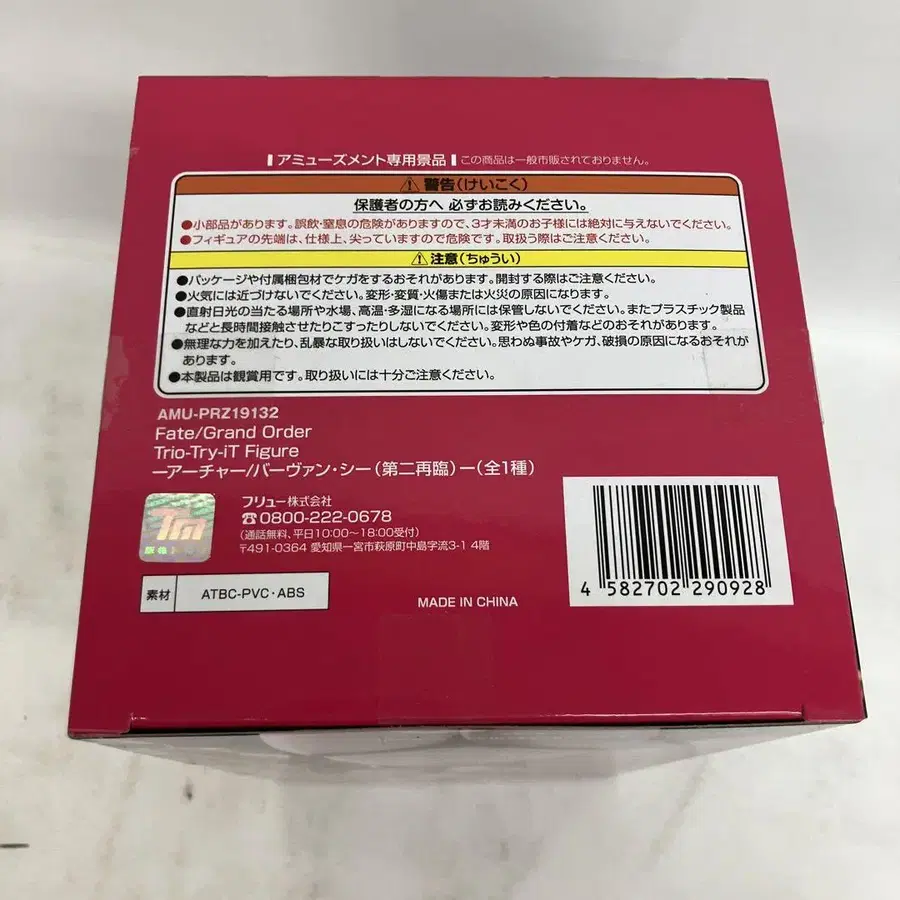 アミューズメント専用景品 この商品は一般市販されておりません。
⚠警告(けいこく)
保護者の方へ 必ずお読みください。
●小部品があります。誤飲・窒息の危険がありますので、3才未満のお子様には絶対に与えないでください。
●フィギュアの先端は、仕様上、尖っていますので危険です。取扱う際はご注意ください。
⚠注意(ちゅうい)
●パッケージや付属梱包材でケガをするおそれがあります。開封する際はご注意ください。
●火気には近づけないでください。変形・変質・火傷または火災の原因になります。
●直射日光の当たる場所や水場、高温・多湿になる場所には保管しないでください。またプラスチック製品
などと長時間接触させたりこすったりしないでください。変形や色の付着などのおそれがあります。
●無理な力を加えたり、乱暴な取り扱いはしないでください。思わぬ事故やケガ、破損の原因になるおそれが
あります。
●本製品は観賞用です。取り扱いには十分ご注意ください。
AMU-PRZ19132
Fate/Grand Order
Trio-Try-iT Figure
ーアーチャー/バーヴァン・シー(第二再臨)ー(全1種)
フリュー株式会社
☎0800-222-0678
(通話無料、平日10:00～18:00受付)
〒491-0364 愛知県一宮市萩原町中島字流3-1 4階
TM
素材 ATBC-PVC・ABS
MADE IN CHINA
4 582702 290928